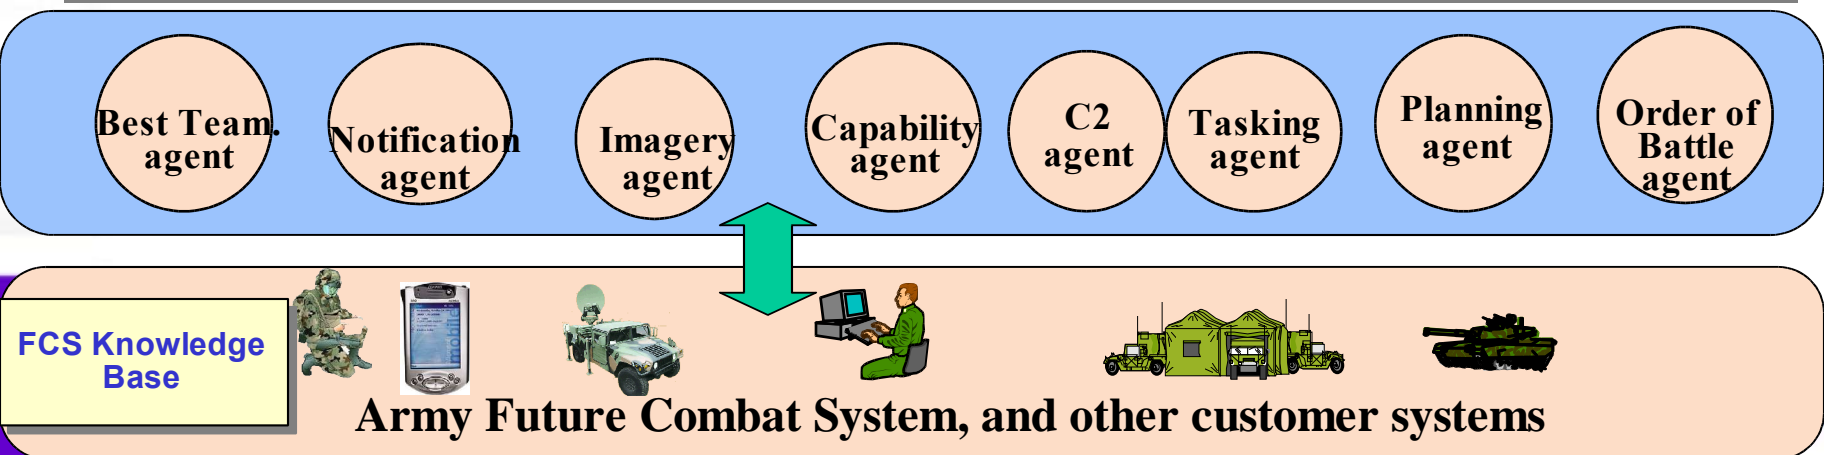 Best Team.
agent
Notification
agent
Imagery
agent
Capability
agent
C2
agent
Tasking
agent
Planning
agent
Order of
Battle
agent
FCS Knowledge
Base
Army Future Combat System, and other customer systems